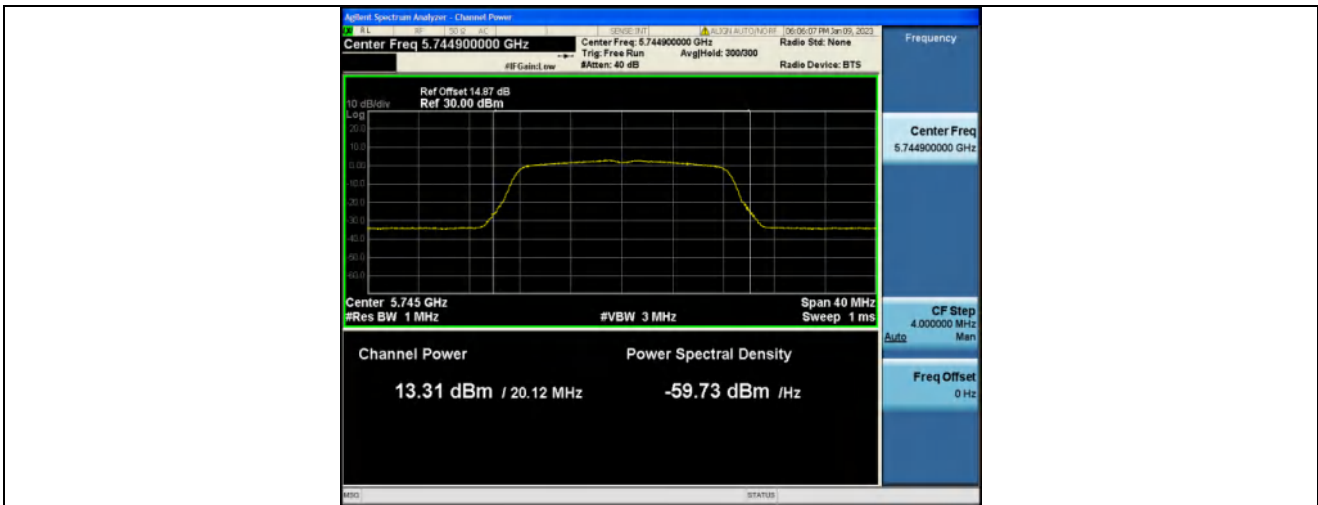 Agilent Spectrum Analyzer - Channel Power
RL RF 50 Ω AC SENSE:INT ALIGN AUTO/NO RF 06:06:07 PM Jan 09, 2023
Center Freq 5.744900000 GHz
Center Freq: 5.744900000 GHz
Radio Std: None
Trig: Free Run
Avg|Hold: 300/300
#IFGain:Low
#Atten: 40 dB
Radio Device: BTS
Ref Offset 14.87 dB
10 dB/div
Ref 30.00 dBm
Log
20.0
10.0
0.00
-10.0
-20.0
-30.0
-40.0
-50.0
-60.0
Center 5.745 GHz
Span 40 MHz
#Res BW 1 MHz
#VBW 3 MHz
Sweep 1 ms
Channel Power
Power Spectral Density
13.31 dBm / 20.12 MHz
-59.73 dBm /Hz
MSG
STATUS
Frequency
Center Freq
5.744900000 GHz
CF Step
4.000000 MHz
Auto Man
Freq Offset
0 Hz